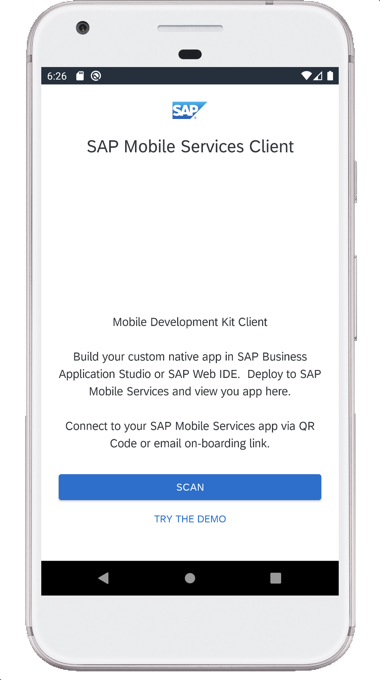 6:26
SAP
SAP Mobile Services Client
Mobile Development Kit Client
Build your custom native app in SAP Business
Application Studio or SAP Web IDE. Deploy to SAP
Mobile Services and view you app here.
Connect to your SAP Mobile Services app via QR
Code or email on-boarding link.
SCAN
TRY THE DEMO